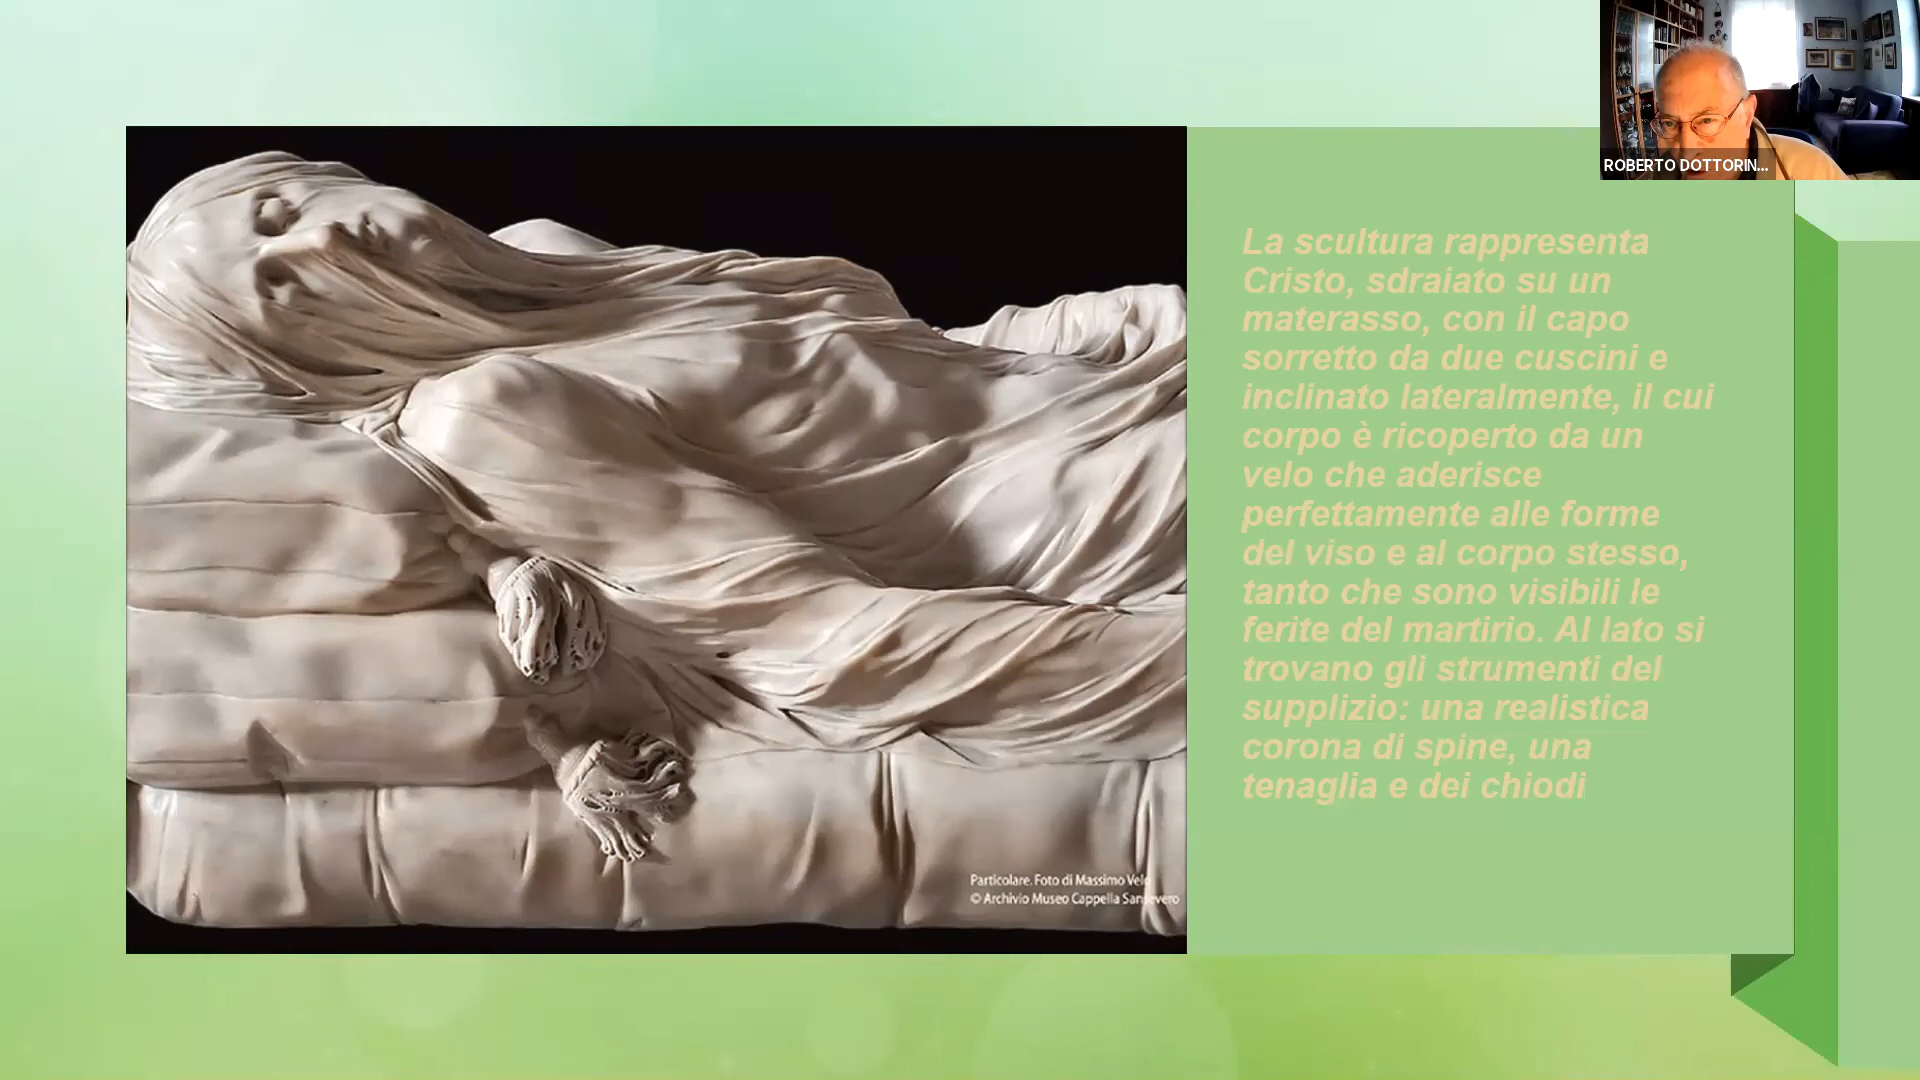 ROBERTO DOTTORIN...
La scultura rappresenta
Cristo, sdraiato su un
materasso, con il capo
sorretto da due cuscini e
inclinato lateralmente, il cui
corpo è ricoperto da un
velo che aderisce
perfettamente alle forme
del viso e al corpo stesso,
tanto che sono visibili le
ferite del martirio. Al lato si
trovano gli strumenti del
supplizio: una realistica
corona di spine, una
tenaglia e dei chiodi
Particolare. Foto di Massimo Velo
© Archivio Museo Cappella Sansevero